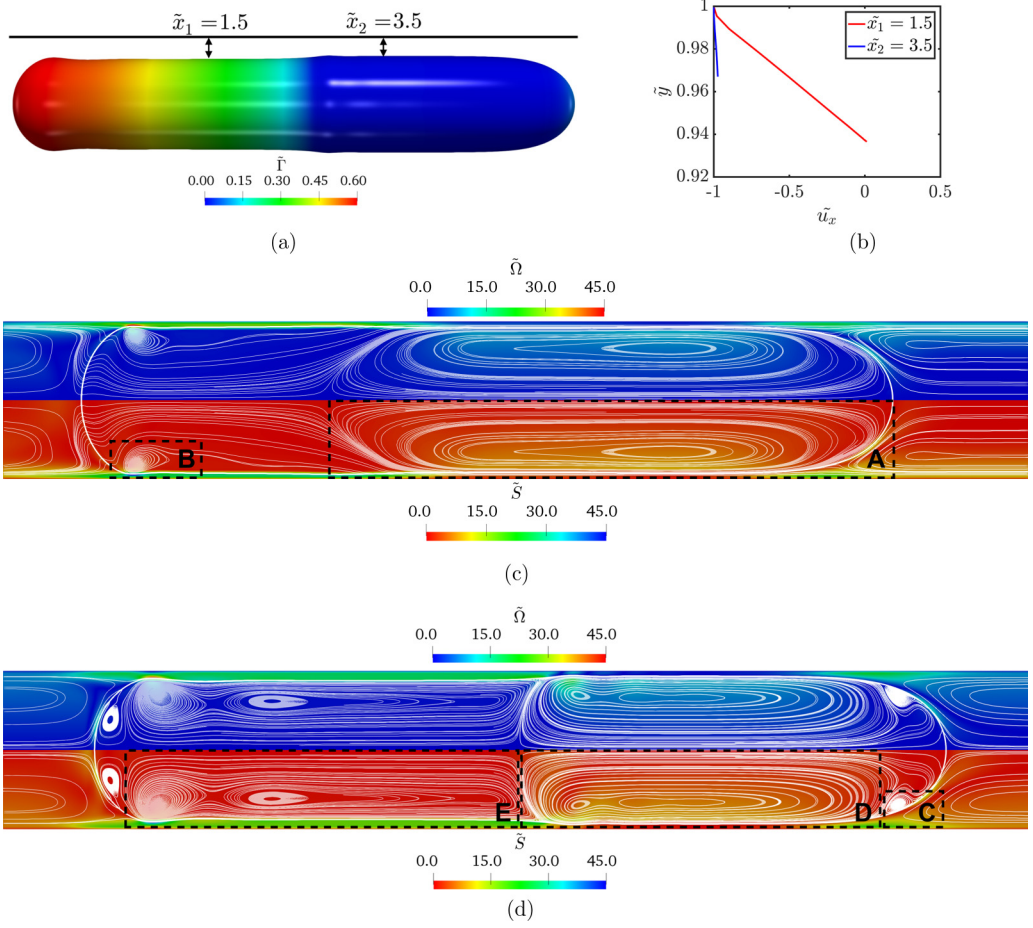 x̃₁ = 1.5 x̃₂ = 3.5
Γ̃
0.00 0.15 0.30 0.45 0.60
(a)
1
0.98
0.96
0.94
0.92
ỹ
-1 -0.5 0 0.5
ũₓ
x̃₁ = 1.5
x̃₂ = 3.5
(b)
Ω̃
0.0 15.0 30.0 45.0
B
A
S̃
0.0 15.0 30.0 45.0
(c)
Ω̃
0.0 15.0 30.0 45.0
E
D
C
S̃
0.0 15.0 30.0 45.0
(d)